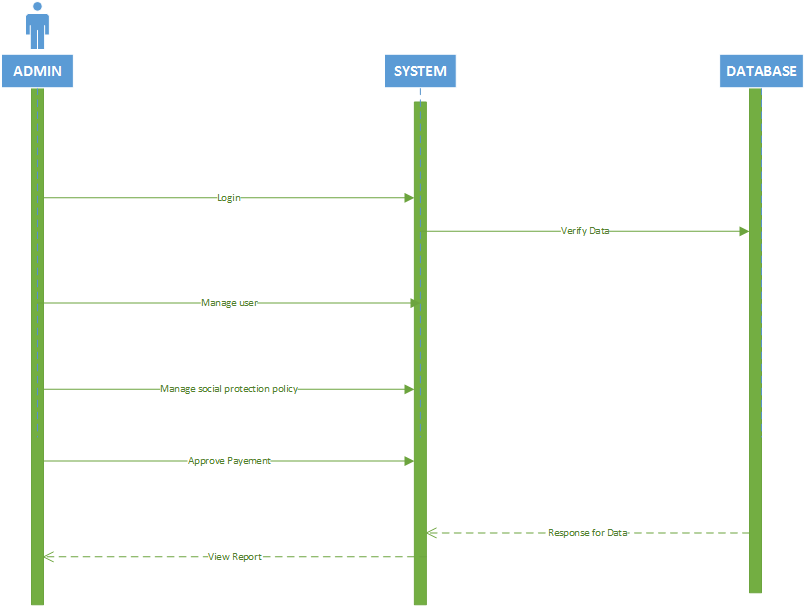 ADMIN
SYSTEM
DATABASE
Login
Verify Data
Manage user
Manage social protection policy
Approve Payement
Response for Data
View Report